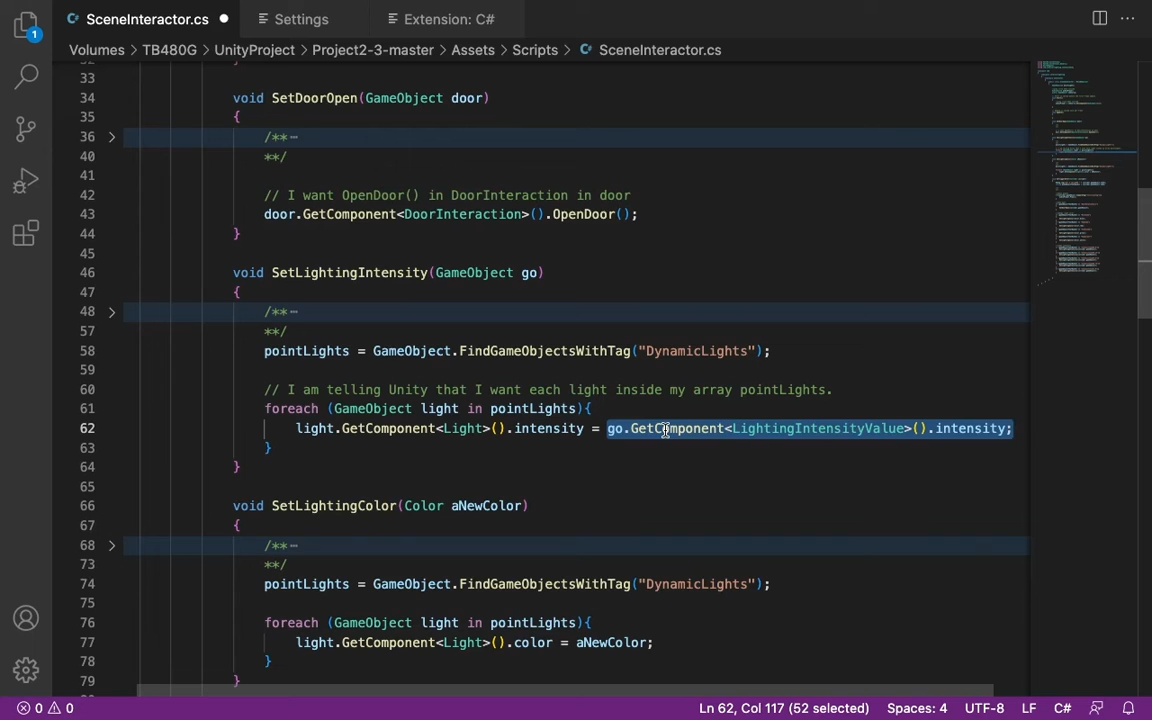 SceneInteractor.cs
Settings
Extension: C#
1
Volumes > TB480G > UnityProject > Project2-3-master > Assets > Scripts > SceneInteractor.cs
33
34 void SetDoorOpen(GameObject door)
35 {
36 > /** ⋯
40 **/
41
42 // I want OpenDoor() in DoorInteraction in door
43 door.GetComponent<DoorInteraction>().OpenDoor();
44 }
45
46 void SetLightingIntensity(GameObject go)
47 {
48 > /** ⋯
57 **/
58 pointLights = GameObject.FindGameObjectsWithTag("DynamicLights");
59
60 // I am telling Unity that I want each light inside my array pointLights.
61 foreach (GameObject light in pointLights){
62 light.GetComponent<Light>().intensity = go.GetComponent<LightingIntensityValue>().intensity;
63 }
64 }
65
66 void SetLightingColor(Color aNewColor)
67 {
68 > /** ⋯
73 **/
74 pointLights = GameObject.FindGameObjectsWithTag("DynamicLights");
75
76 foreach (GameObject light in pointLights){
77 light.GetComponent<Light>().color = aNewColor;
78 }
79 }
0 0 Ln 62, Col 117 (52 selected) Spaces: 4 UTF-8 LF C#